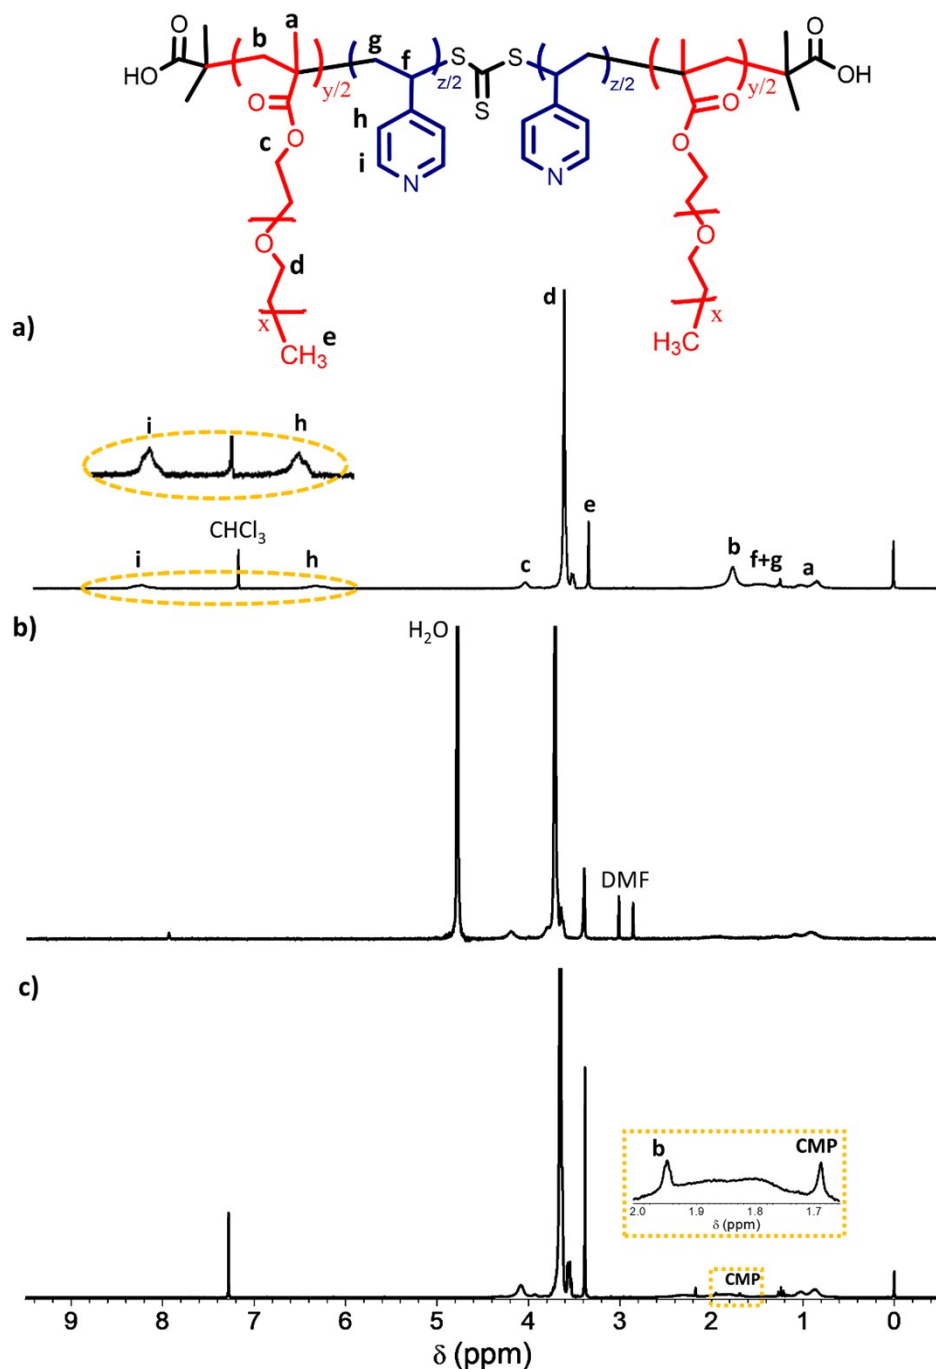 a
O
b
g
f
S
S
O
HO
OH
y/2
z/2
S
z/2
y/2
O
h
O
c
O
i
O
N
N
O
d
O
x
e
x
CH3
H3C
a)
d
i
h
e
CHCl3
i
h
c
b
f+g
a
b)
H2O
DMF
c)
b
CMP
2.0 1.9 1.8 1.7
δ (ppm)
CMP
9 8 7 6 5 4 3 2 1 0
δ (ppm)